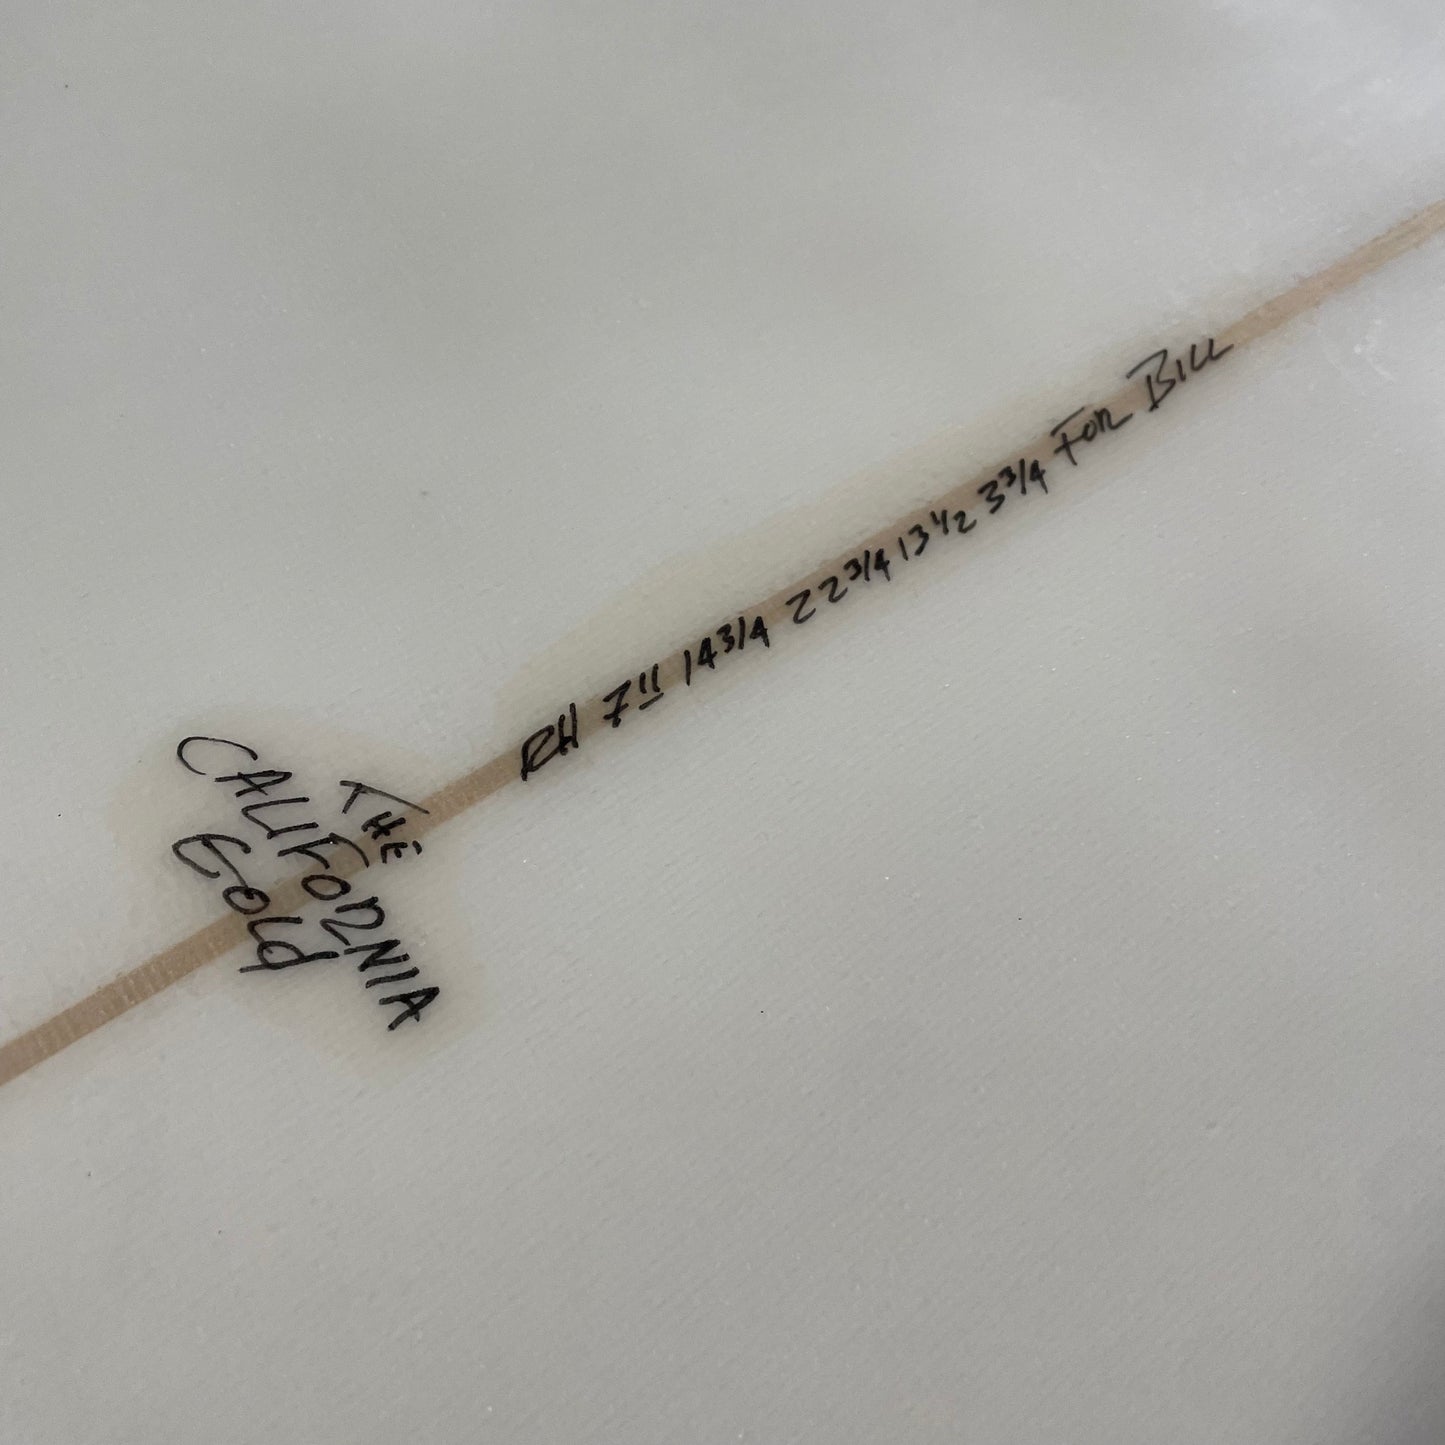 RH 7'11 14 3/4 22 3/4 13 1/2 3 3/4 FOR BILL
THE
CALIFORNIA
Gold